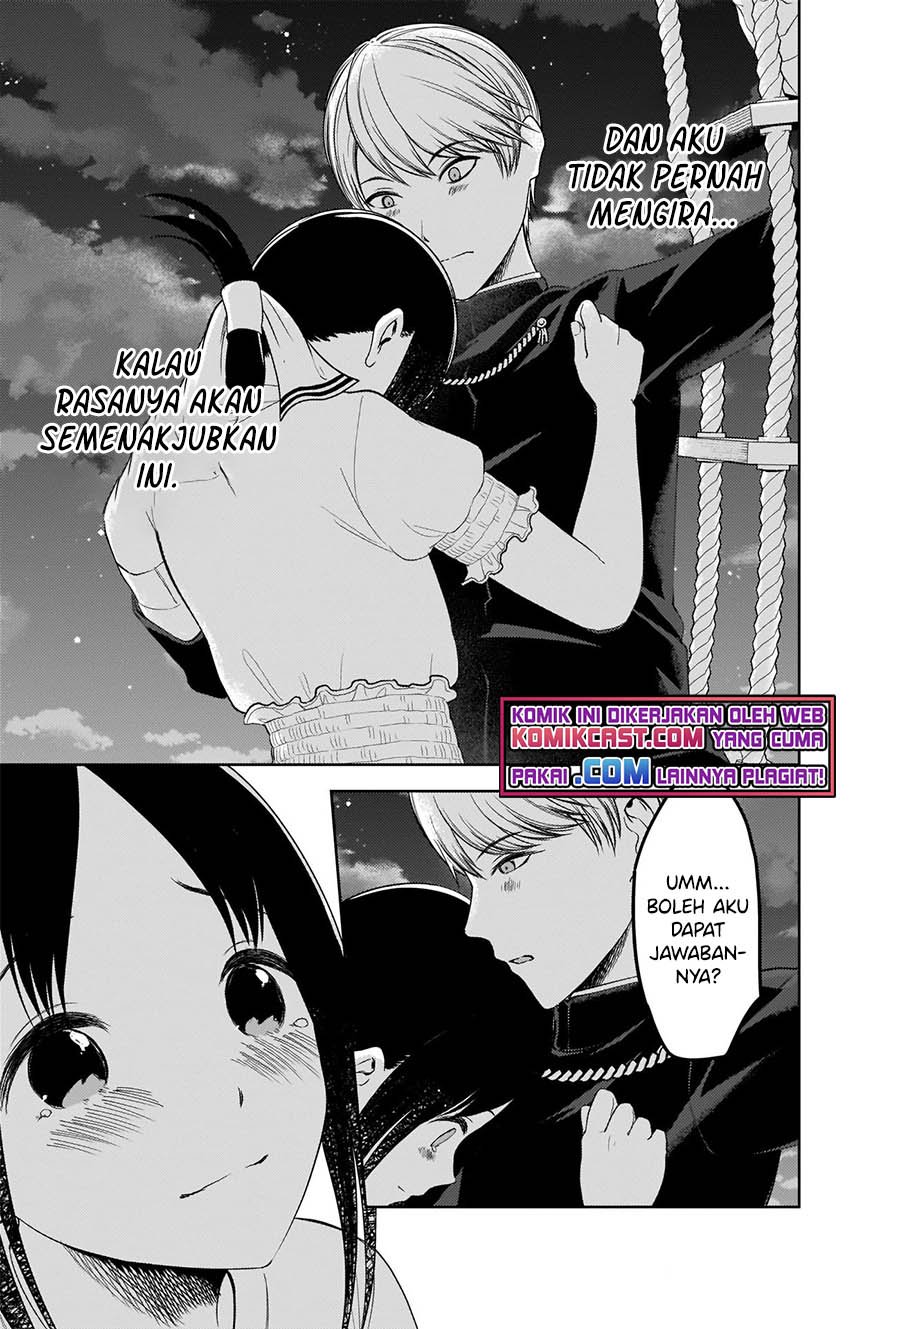 DAN AKU
TIDAK PERNAH
MENGIRA...
KALAU
RASANYA AKAN
SEMENAKJUBKAN
INI.
KOMIK INI DIKERJAKAN OLEH WEB
KOMIKCAST.COM YANG CUMA
PAKAI .COM LAINNYA PLAGIAT!
UMM...
BOLEH AKU
DAPAT
JAWABAN-
NYA?